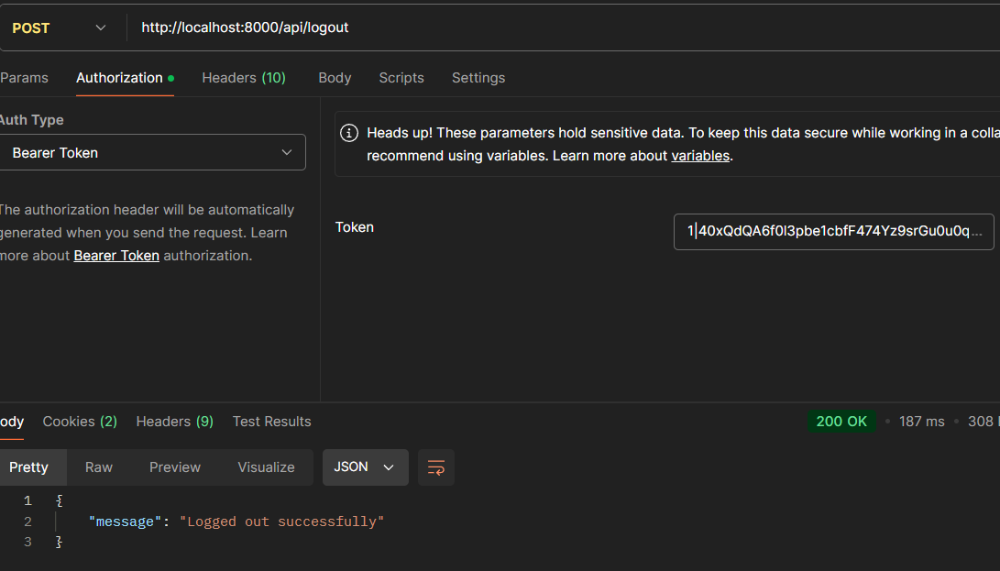 POST http://localhost:8000/api/logout
Params Authorization Headers (10) Body Scripts Settings
Auth Type
Bearer Token
The authorization header will be automatically
generated when you send the request. Learn
more about Bearer Token authorization.
Heads up! These parameters hold sensitive data. To keep this data secure while working in a colla
recommend using variables. Learn more about variables.
Token
1|40xQdQA6f0l3pbe1cbfF474Yz9srGu0u0q...
ody Cookies (2) Headers (9) Test Results 200 OK • 187 ms • 308
Pretty Raw Preview Visualize JSON
1 {
2 "message": "Logged out successfully"
3 }